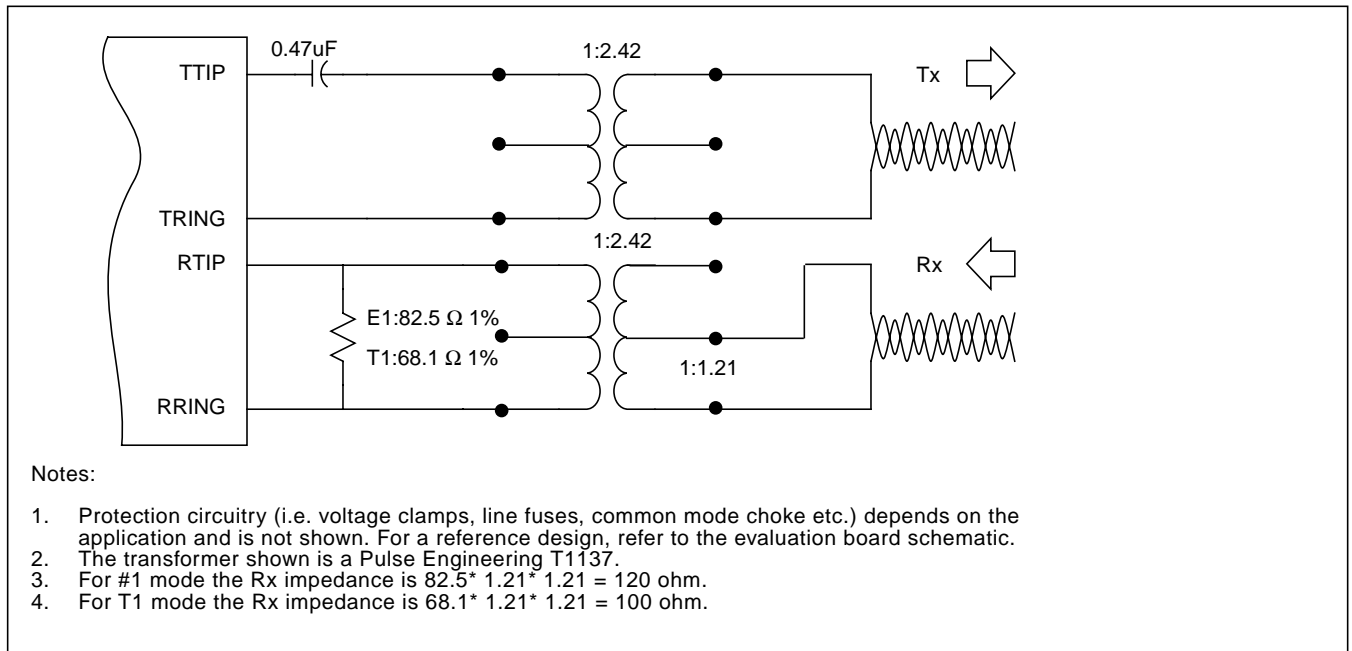 0.47uF
1:2.42
TTIP
Tx
TRING
1:2.42
RTIP
Rx
E1:82.5 Ω 1%
T1:68.1 Ω 1%
1:1.21
RRING
Notes:
1. Protection circuitry (i.e. voltage clamps, line fuses, common mode choke etc.) depends on the
application and is not shown. For a reference design, refer to the evaluation board schematic.
2. The transformer shown is a Pulse Engineering T1137.
3. For #1 mode the Rx impedance is 82.5* 1.21* 1.21 = 120 ohm.
4. For T1 mode the Rx impedance is 68.1* 1.21* 1.21 = 100 ohm.